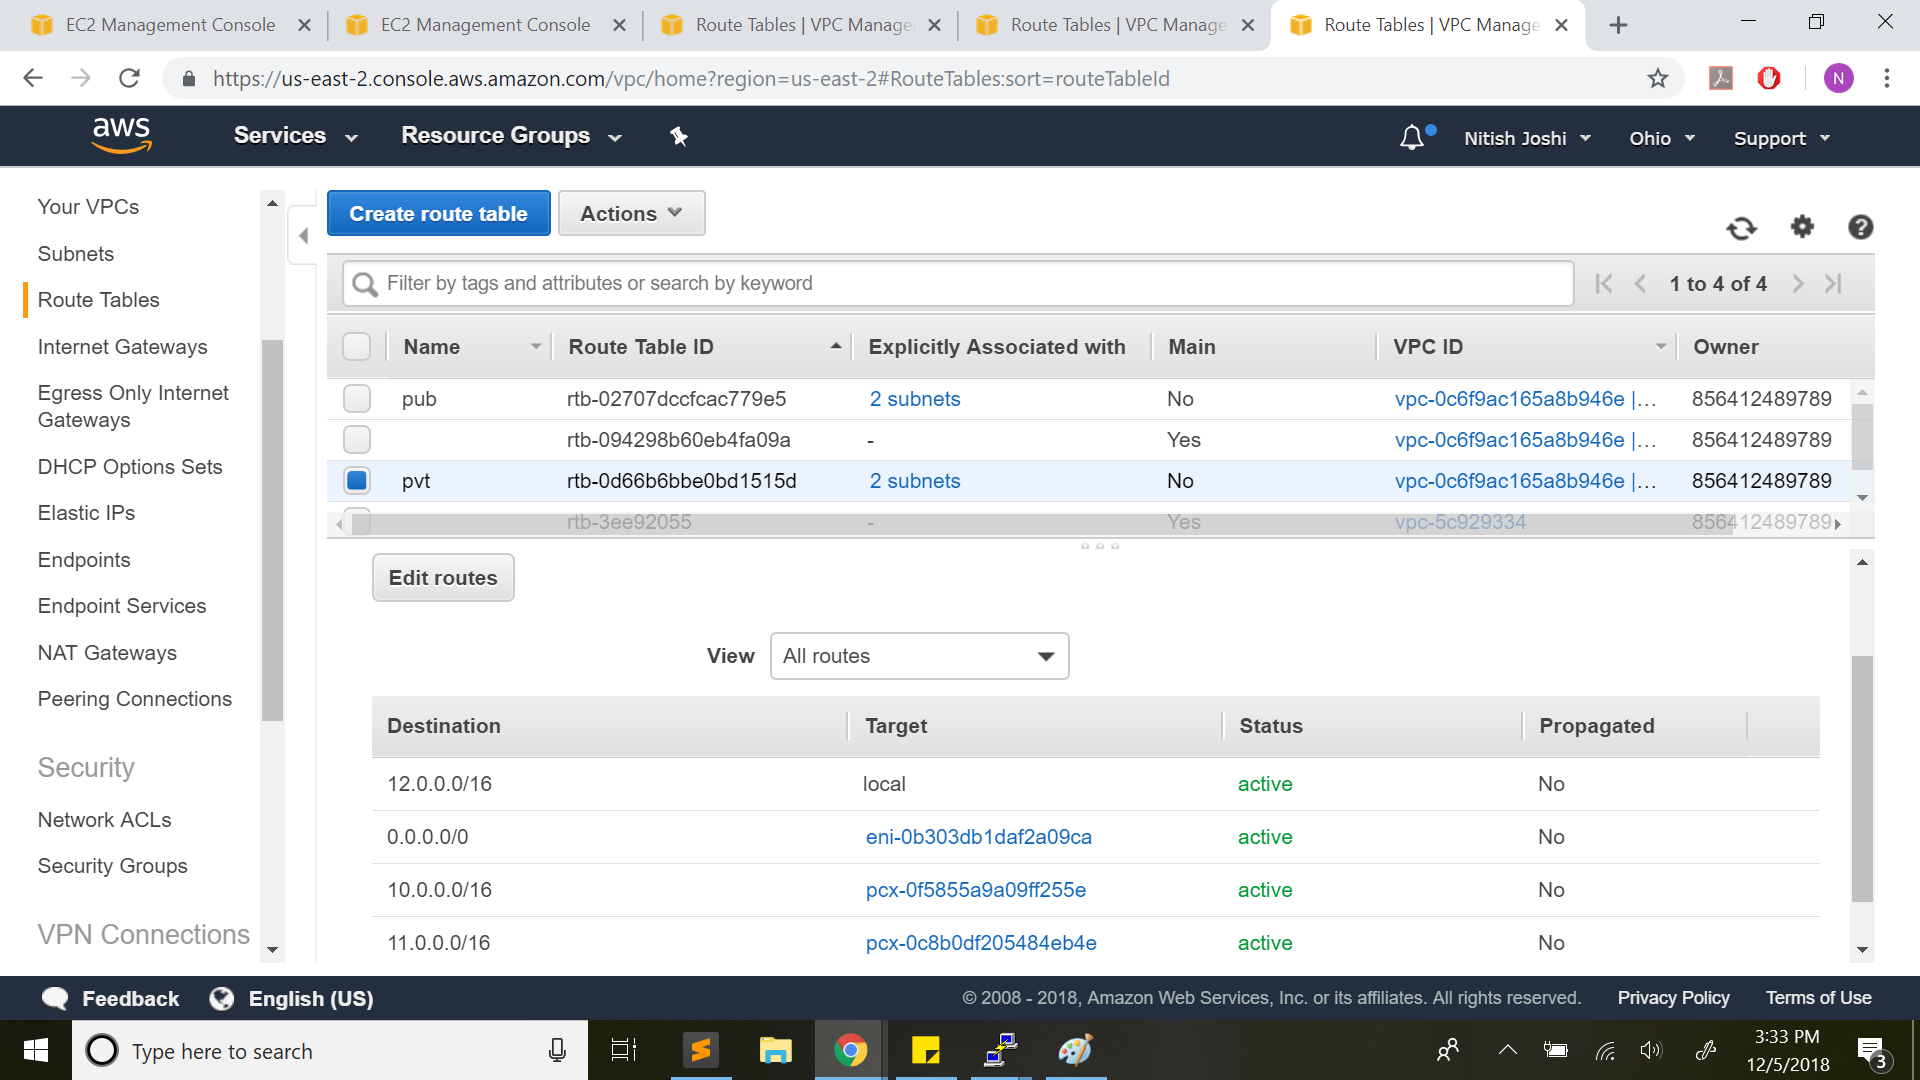 EC2 Management Console
EC2 Management Console
Route Tables | VPC Manage
Route Tables | VPC Manage
Route Tables | VPC Manage
https://us-east-2.console.aws.amazon.com/vpc/home?region=us-east-2#RouteTables:sort=routeTableId
N
aws
Services
Resource Groups
Nitish Joshi
Ohio
Support
Your VPCs
Subnets
Route Tables
Internet Gateways
Egress Only Internet
Gateways
DHCP Options Sets
Elastic IPs
Endpoints
Endpoint Services
NAT Gateways
Peering Connections
Security
Network ACLs
Security Groups
VPN Connections
Create route table
Actions
Filter by tags and attributes or search by keyword
1 to 4 of 4
Name Route Table ID Explicitly Associated with Main VPC ID Owner
pub rtb-02707dccfcac779e5 2 subnets No vpc-0c6f9ac165a8b946e |... 856412489789
rtb-094298b60eb4fa09a - Yes vpc-0c6f9ac165a8b946e |... 856412489789
pvt rtb-0d66b6bbe0bd1515d 2 subnets No vpc-0c6f9ac165a8b946e |... 856412489789
rtb-3ee92055 - Yes vpc-5c929334 856412489789
Edit routes
View All routes
Destination Target Status Propagated
12.0.0.0/16 local active No
0.0.0.0/0 eni-0b303db1daf2a09ca active No
10.0.0.0/16 pcx-0f5855a9a09ff255e active No
11.0.0.0/16 pcx-0c8b0df205484eb4e active No
Feedback
English (US)
© 2008 - 2018, Amazon Web Services, Inc. or its affiliates. All rights reserved.
Privacy Policy
Terms of Use
Type here to search
3:33 PM
12/5/2018
3